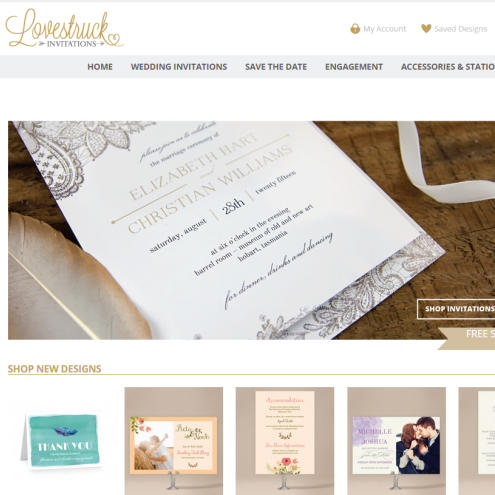 Lovestruck
INVITATIONS
My Account
Saved Designs
HOME
WEDDING INVITATIONS
SAVE THE DATE
ENGAGEMENT
ACCESSORIES & STATIO
please join us to celebrate
the marriage ceremony of
ELIZABETH HART
CHRISTIAN WILLIAMS
saturday, august | 28th | twenty fifteen
at six o'clock in the evening
barrel room – museum of old and new art
hobart, tasmania
for dinner, drinks and dancing
SHOP INVITATIONS
FREE S
SHOP NEW DESIGNS
THANK YOU
Accommodations
MICHELLE
JOSHUA